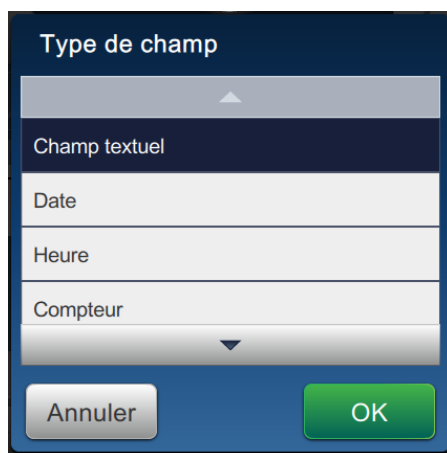 Type de champ
Champ textuel
Date
Heure
Compteur
Annuler
OK